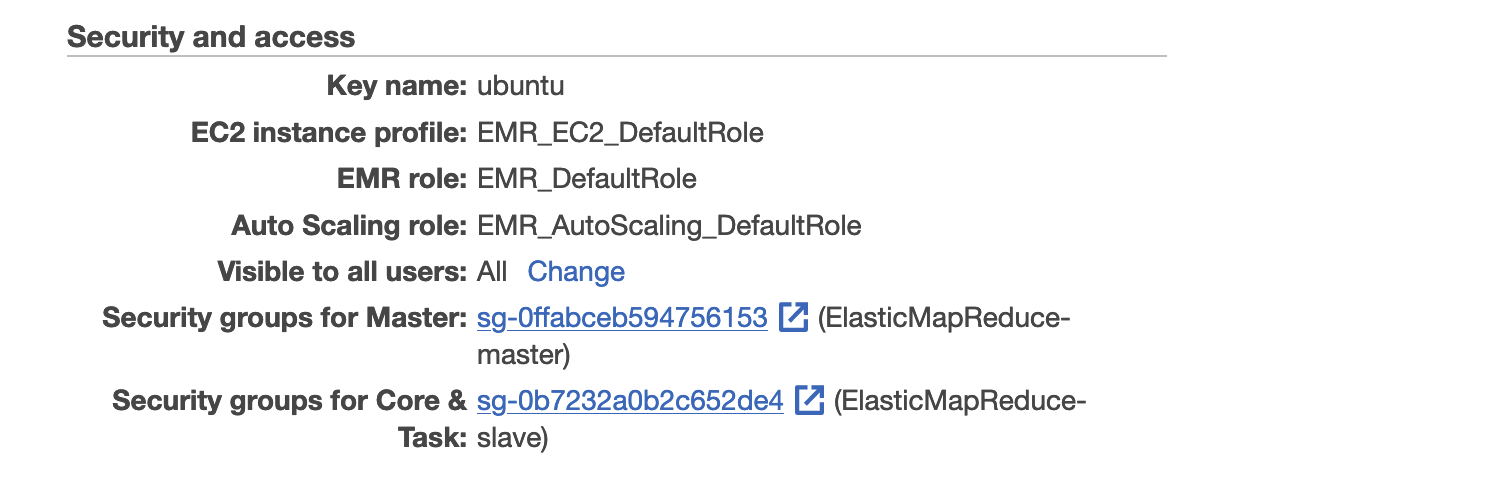 Security and access
Key name: ubuntu
EC2 instance profile: EMR_EC2_DefaultRole
EMR role: EMR_DefaultRole
Auto Scaling role: EMR_AutoScaling_DefaultRole
Visible to all users: All Change
Security groups for Master: sg-0ffabceb594756153 (ElasticMapReduce-
master)
Security groups for Core & sg-0b7232a0b2c652de4 (ElasticMapReduce-
Task: slave)